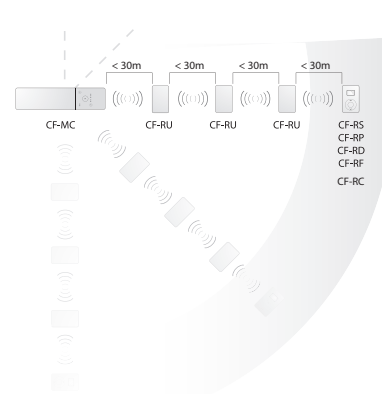 < 30m < 30m < 30m < 30m
CF-MC CF-RU CF-RU CF-RU CF-RS
CF-RP
CF-RD
CF-RF
CF-RC